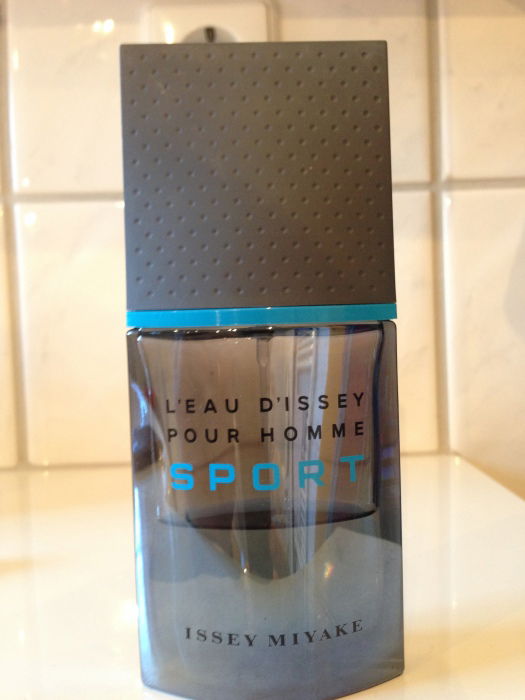 L'EAU D'ISSEY
POUR HOMME
SPORT
ISSEY MIYAKE